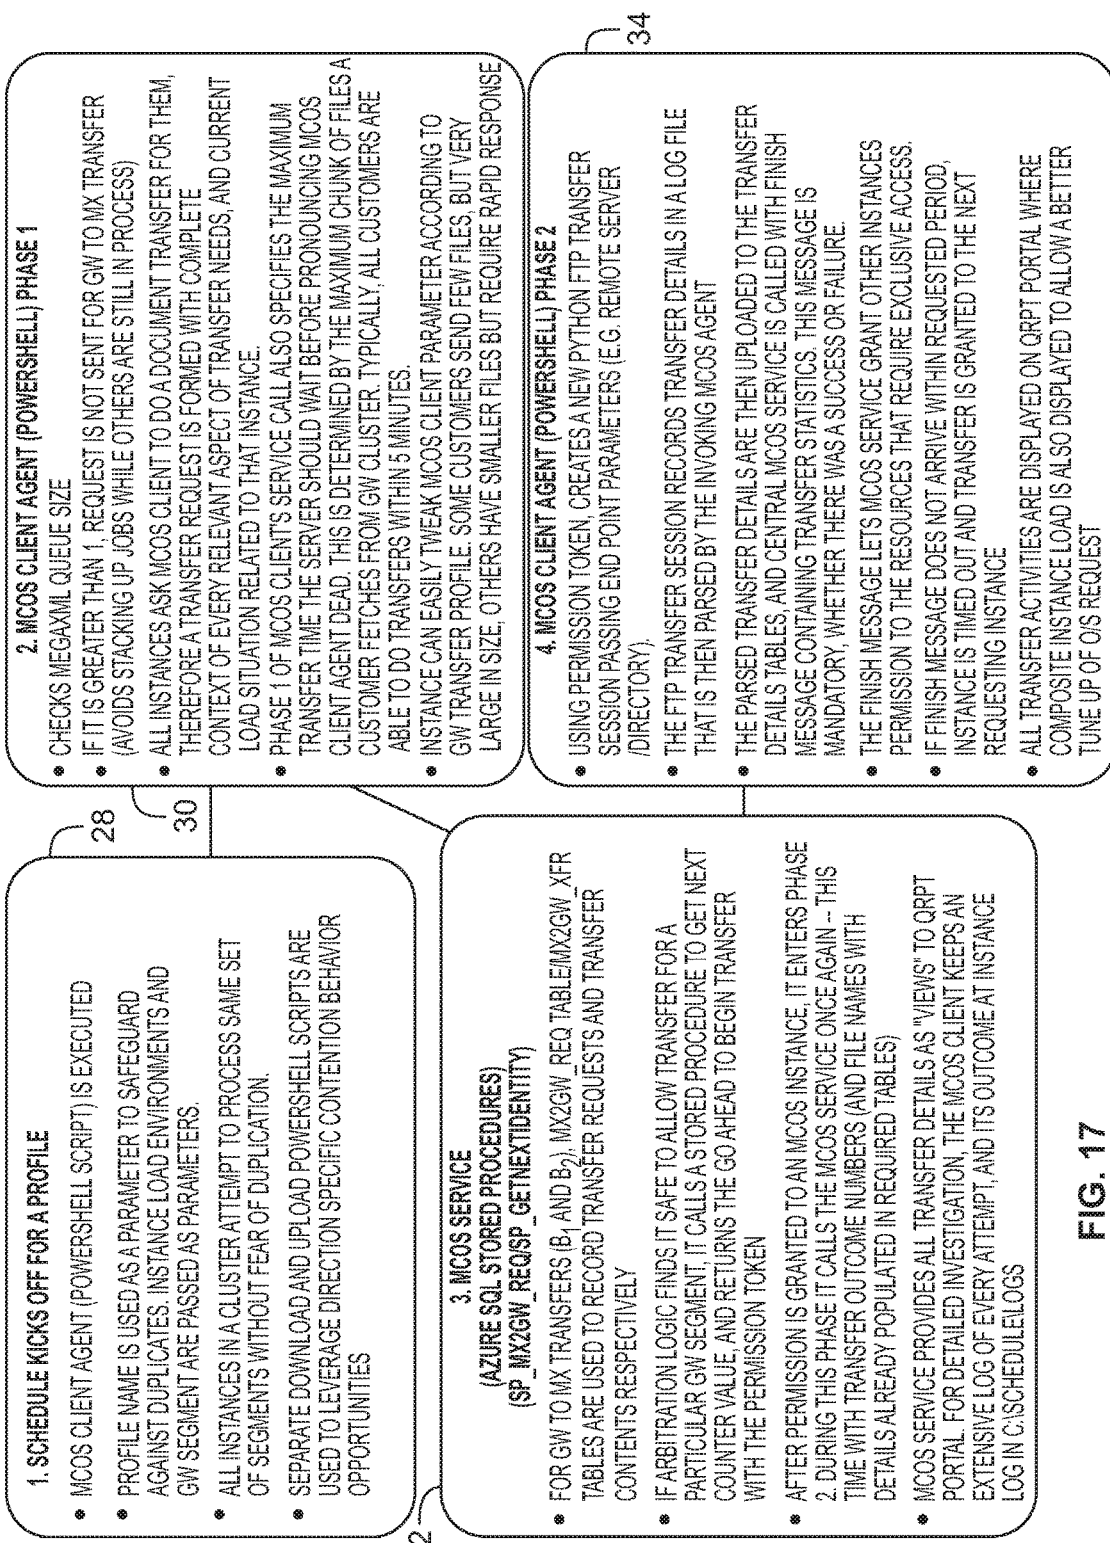 1. SCHEDULE KICKS OFF FOR A PROFILE
• MCOS CLIENT AGENT (POWERSHELL SCRIPT) IS EXECUTED
• PROFILE NAME IS USED AS A PARAMETER TO SAFEGUARD
AGAINST DUPLICATES. INSTANCE LOAD ENVIRONMENTS AND
GW SEGMENT ARE PASSED AS PARAMETERS.
• ALL INSTANCES IN A CLUSTER ATTEMPT TO PROCESS SAME SET
OF SEGMENTS WITHOUT FEAR OF DUPLICATION.
• SEPARATE DOWNLOAD AND UPLOAD POWERSHELL SCRIPTS ARE
USED TO LEVERAGE DIRECTION SPECIFIC CONTENTION BEHAVIOR
OPPORTUNITIES
28
2. MCOS CLIENT AGENT (POWERSHELL) PHASE 1
• CHECKS MEGAXML QUEUE SIZE
• IF IT IS GREATER THAN 1, REQUEST IS NOT SENT FOR GW TO MX TRANSFER
(AVOIDS STACKING UP JOBS WHILE OTHERS ARE STILL IN PROCESS)
• ALL INSTANCES ASK MCOS CLIENT TO DO A DOCUMENT TRANSFER FOR THEM,
THEREFORE A TRANSFER REQUEST IS FORMED WITH COMPLETE
CONTEXT OF EVERY RELEVANT ASPECT OF TRANSFER NEEDS, AND CURRENT
LOAD SITUATION RELATED TO THAT INSTANCE.
• PHASE 1 OF MCOS CLIENT'S SERVICE CALL ALSO SPECIFIES THE MAXIMUM
TRANSFER TIME THE SERVER SHOULD WAIT BEFORE PRONOUNCING MCOS
CLIENT AGENT DEAD. THIS IS DETERMINED BY THE MAXIMUM CHUNK OF FILES A
CUSTOMER FETCHES FROM GW CLUSTER. TYPICALLY, ALL CUSTOMERS ARE
ABLE TO DO TRANSFERS WITHIN 5 MINUTES.
• INSTANCE CAN EASILY TWEAK MCOS CLIENT PARAMETER ACCORDING TO
GW TRANSFER PROFILE. SOME CUSTOMERS SEND FEW FILES, BUT VERY
LARGE IN SIZE, OTHERS HAVE SMALLER FILES BUT REQUIRE RAPID RESPONSE
30
2
3. MCOS SERVICE
(AZURE SQL STORED PROCEDURES)
(SP_MX2GW_REQ/SP_GETNEXTIDENTITY)
• FOR GW TO MX TRANSFERS (B1 AND B2), MX2GW_REQ TABLE/MX2GW_XFR
TABLES ARE USED TO RECORD TRANSFER REQUESTS AND TRANSFER
CONTENTS RESPECTIVELY
• IF ARBITRATION LOGIC FINDS IT SAFE TO ALLOW TRANSFER FOR A
PARTICULAR GW SEGMENT, IT CALLS A STORED PROCEDURE TO GET NEXT
COUNTER VALUE, AND RETURNS THE GO AHEAD TO BEGIN TRANSFER
WITH THE PERMISSION TOKEN
• AFTER PERMISSION IS GRANTED TO AN MCOS INSTANCE, IT ENTERS PHASE
2. DURING THIS PHASE IT CALLS THE MCOS SERVICE ONCE AGAIN -- THIS
TIME WITH TRANSFER OUTCOME NUMBERS (AND FILE NAMES WITH
DETAILS ALREADY POPULATED IN REQUIRED TABLES)
• MCOS SERVICE PROVIDES ALL TRANSFER DETAILS AS "VIEWS" TO QRPT
PORTAL. FOR DETAILED INVESTIGATION, THE MCOS CLIENT KEEPS AN
EXTENSIVE LOG OF EVERY ATTEMPT, AND ITS OUTCOME AT INSTANCE
LOG IN C:\SCHEDULE\LOGS
4. MCOS CLIENT AGENT (POWERSHELL) PHASE 2
• USING PERMISSION TOKEN, CREATES A NEW PYTHON FTP TRANSFER
SESSION PASSING END POINT PARAMETERS (E.G. REMOTE SERVER
/DIRECTORY).
• THE FTP TRANSFER SESSION RECORDS TRANSFER DETAILS IN A LOG FILE
THAT IS THEN PARSED BY THE INVOKING MCOS AGENT
• THE PARSED TRANSFER DETAILS ARE THEN UPLOADED TO THE TRANSFER
DETAILS TABLES, AND CENTRAL MCOS SERVICE IS CALLED WITH FINISH
MESSAGE CONTAINING TRANSFER STATISTICS. THIS MESSAGE IS
MANDATORY, WHETHER THERE WAS A SUCCESS OR FAILURE.
• THE FINISH MESSAGE LETS MCOS SERVICE GRANT OTHER INSTANCES
PERMISSION TO THE RESOURCES THAT REQUIRE EXCLUSIVE ACCESS.
• IF FINISH MESSAGE DOES NOT ARRIVE WITHIN REQUESTED PERIOD,
INSTANCE IS TIMED OUT AND TRANSFER IS GRANTED TO THE NEXT
REQUESTING INSTANCE
• ALL TRANSFER ACTIVITIES ARE DISPLAYED ON QRPT PORTAL WHERE
COMPOSITE INSTANCE LOAD IS ALSO DISPLAYED TO ALLOW A BETTER
TUNE UP OF O/S REQUEST
34
FIG. 17